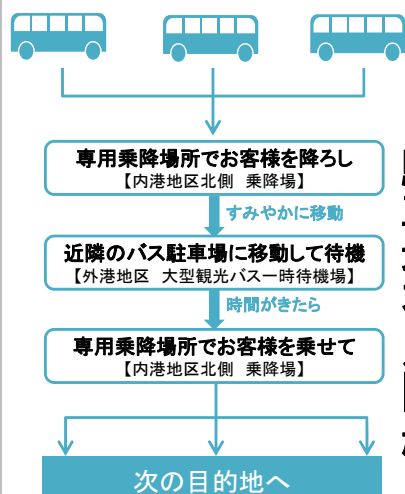 専用乗降場所でお客様を降ろし
【内港地区北側 乗降場】
すみやかに移動
近隣のバス駐車場に移動して待機
【外港地区 大型観光バス一時待機場】
時間がきたら
専用乗降場所でお客様を乗せて
【内港地区北側 乗降場】
次の目的地へ